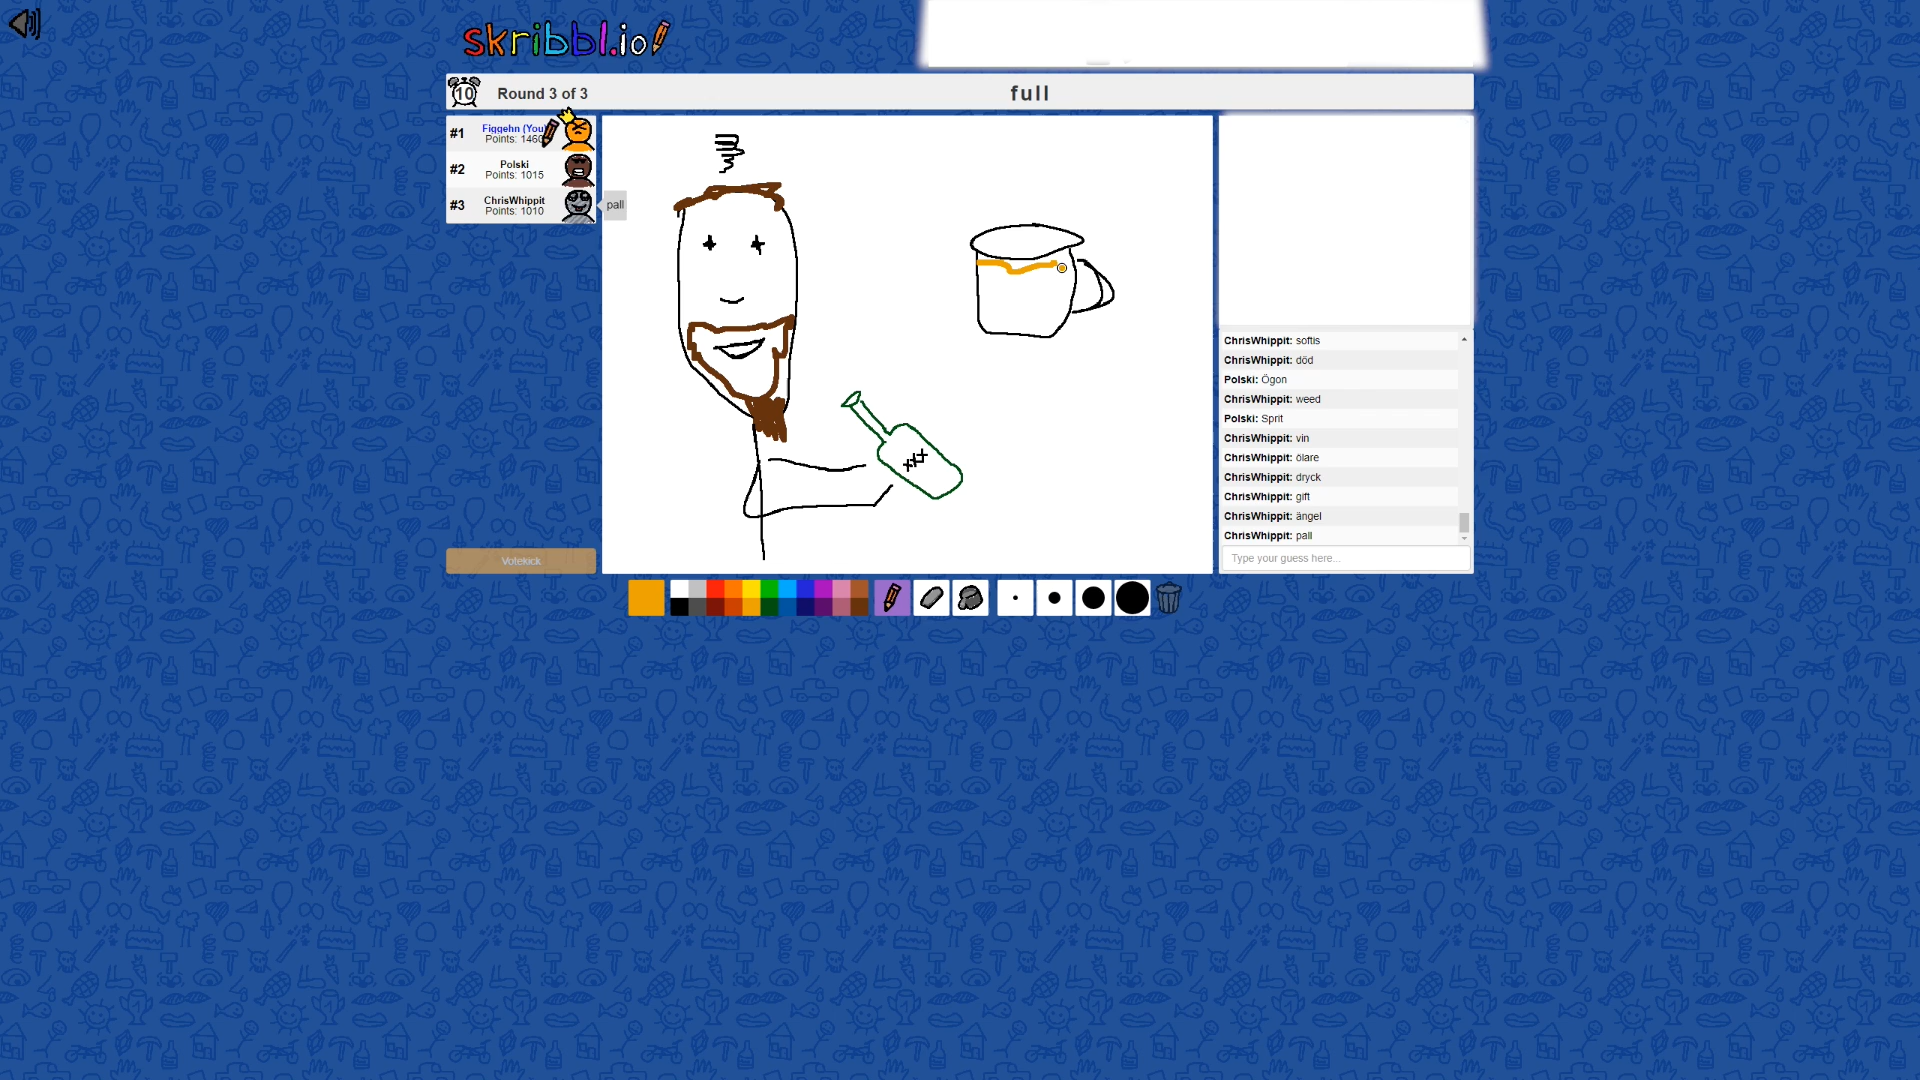 skribbl.io
10
Round 3 of 3
full
#1
Figgehn (You)
Points: 1460
#2
Polski
Points: 1015
#3
ChrisWhippit
Points: 1010
pall
ChrisWhippit: softis
ChrisWhippit: död
Polski: Ögon
ChrisWhippit: weed
Polski: Sprit
ChrisWhippit: vin
ChrisWhippit: ölare
ChrisWhippit: dryck
ChrisWhippit: gift
ChrisWhippit: ängel
ChrisWhippit: pall
Type your guess here...
Votekick